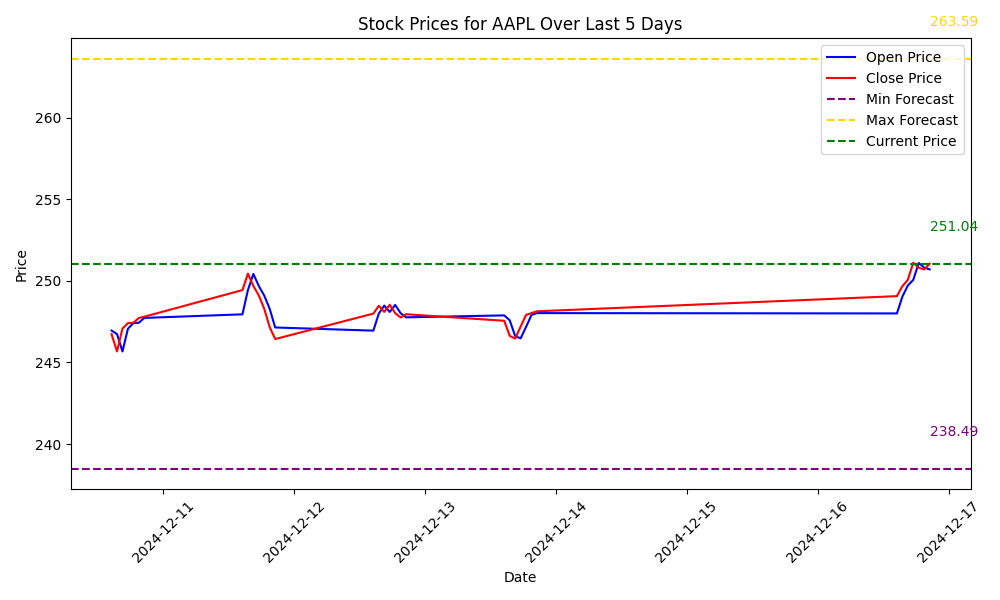 263.59
Stock Prices for AAPL Over Last 5 Days
Open Price
Close Price
Min Forecast
Max Forecast
Current Price
260
255
251.04
250
245
238.49
240
Price
2024-12-11
2024-12-12
2024-12-13
2024-12-14
2024-12-15
2024-12-16
2024-12-17
Date